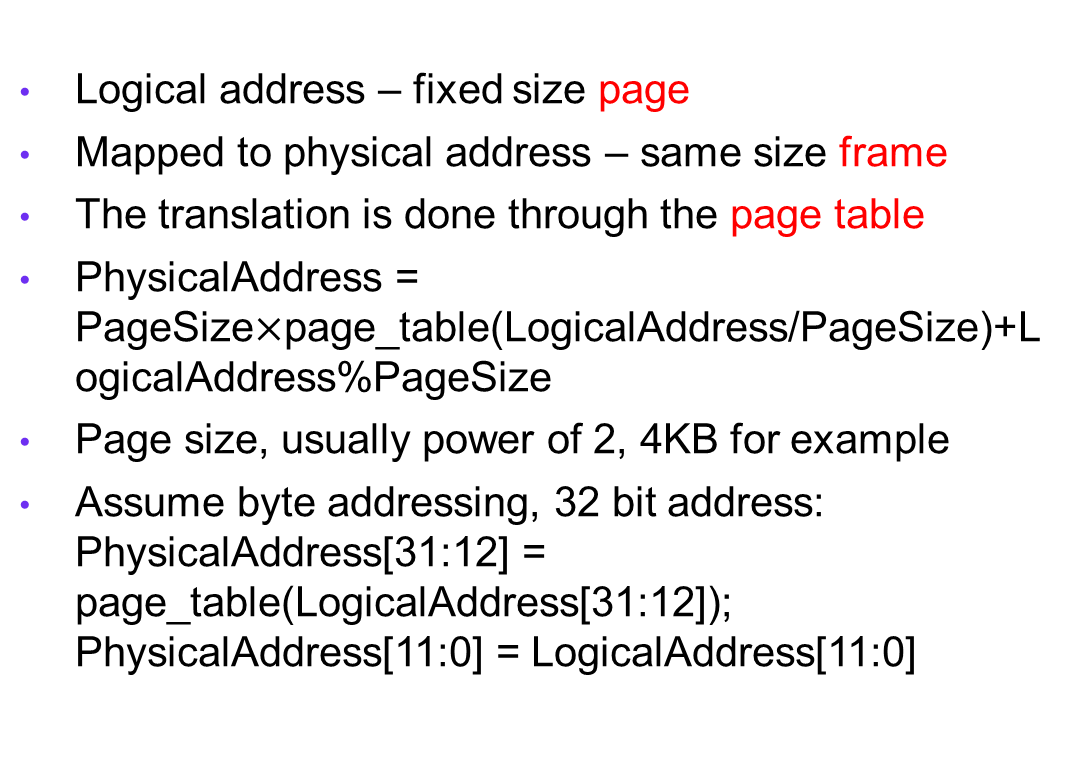 • Logical address – fixed size page
• Mapped to physical address – same size frame
• The translation is done through the page table
• PhysicalAddress =
PageSize×page_table(LogicalAddress/PageSize)+L
ogicalAddress%PageSize
• Page size, usually power of 2, 4KB for example
• Assume byte addressing, 32 bit address:
PhysicalAddress[31:12] =
page_table(LogicalAddress[31:12]);
PhysicalAddress[11:0] = LogicalAddress[11:0]